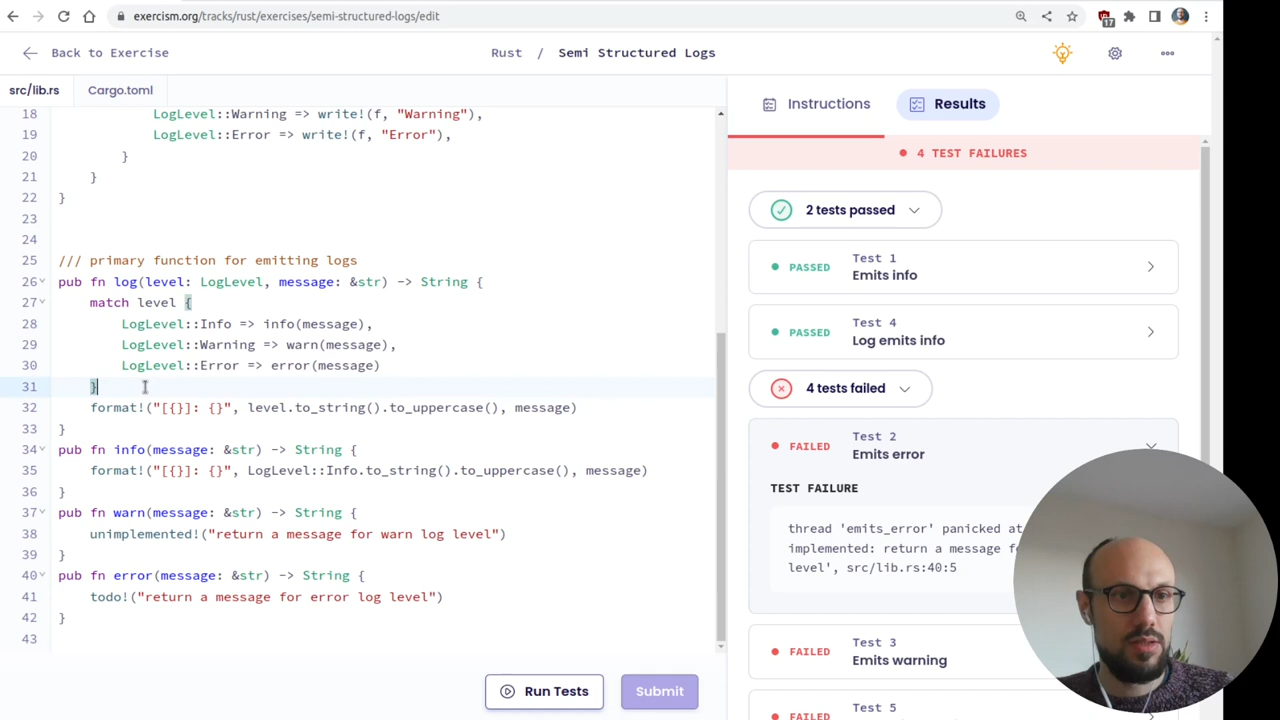 exercism.org/tracks/rust/exercises/semi-structured-logs/edit
17
Back to Exercise
Rust / Semi Structured Logs
src/lib.rs
Cargo.toml
18 LogLevel::Warning => write!(f, "Warning"),
19 LogLevel::Error => write!(f, "Error"),
20 }
21 }
22 }
23
24
25 /// primary function for emitting logs
26 pub fn log(level: LogLevel, message: &str) -> String {
27 match level {
28 LogLevel::Info => info(message),
29 LogLevel::Warning => warn(message),
30 LogLevel::Error => error(message)
31 }
32 format!("[{}]: {}", level.to_string().to_uppercase(), message)
33 }
34 pub fn info(message: &str) -> String {
35 format!("[{}]: {}", LogLevel::Info.to_string().to_uppercase(), message)
36 }
37 pub fn warn(message: &str) -> String {
38 unimplemented!("return a message for warn log level")
39 }
40 pub fn error(message: &str) -> String {
41 todo!("return a message for error log level")
42 }
43
Run Tests
Submit
Instructions
Results
4 TEST FAILURES
2 tests passed
PASSED
Test 1
Emits info
PASSED
Test 4
Log emits info
4 tests failed
FAILED
Test 2
Emits error
TEST FAILURE
thread 'emits_error' panicked at
implemented: return a message
level', src/lib.rs:40:5
FAILED
Test 3
Emits warning
FAILED
Test 5